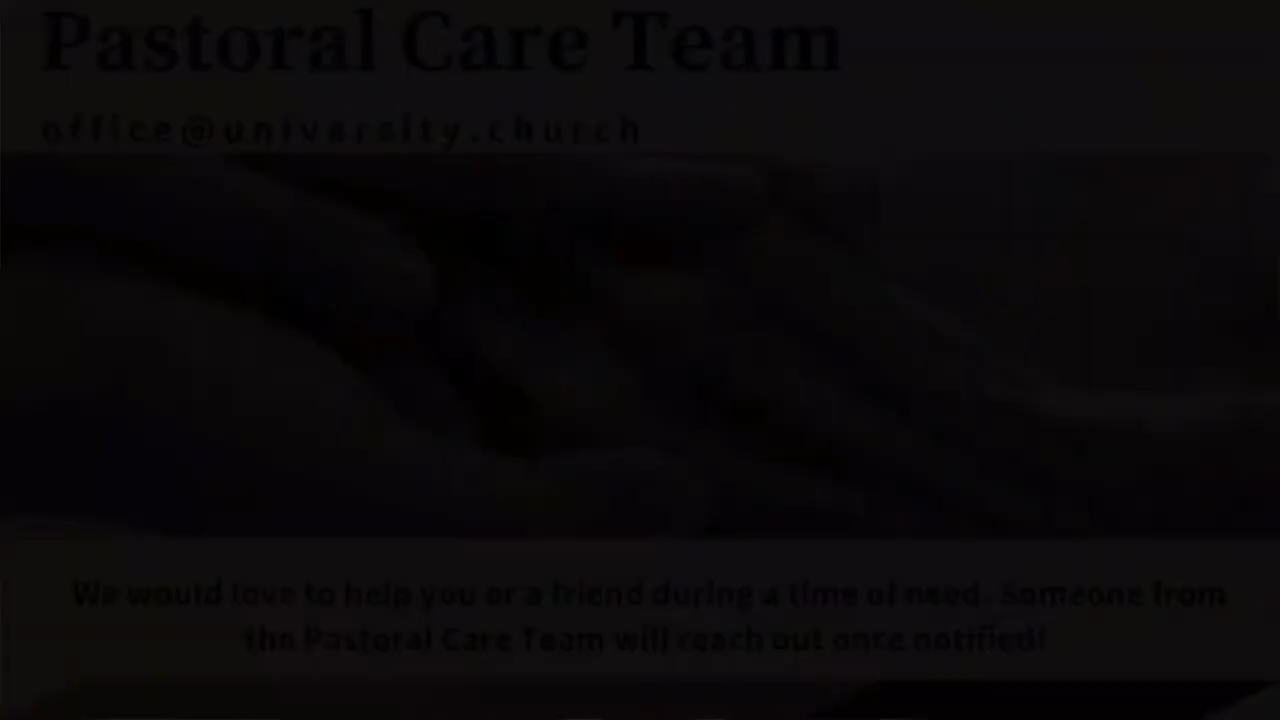 Pastoral Care Team
office@university.church
We would love to help you or a friend during a time of need. Someone from
the Pastoral Care Team will reach out once notified!